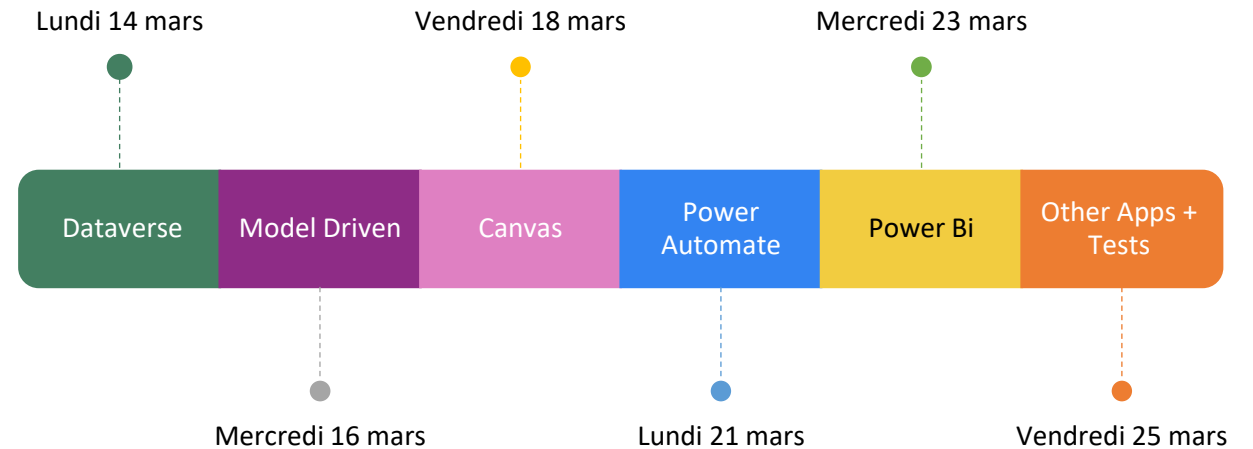 Lundi 14 mars
Vendredi 18 mars
Mercredi 23 mars
Dataverse
Model Driven
Canvas
Power
Automate
Power Bi
Other Apps +
Tests
Mercredi 16 mars
Lundi 21 mars
Vendredi 25 mars